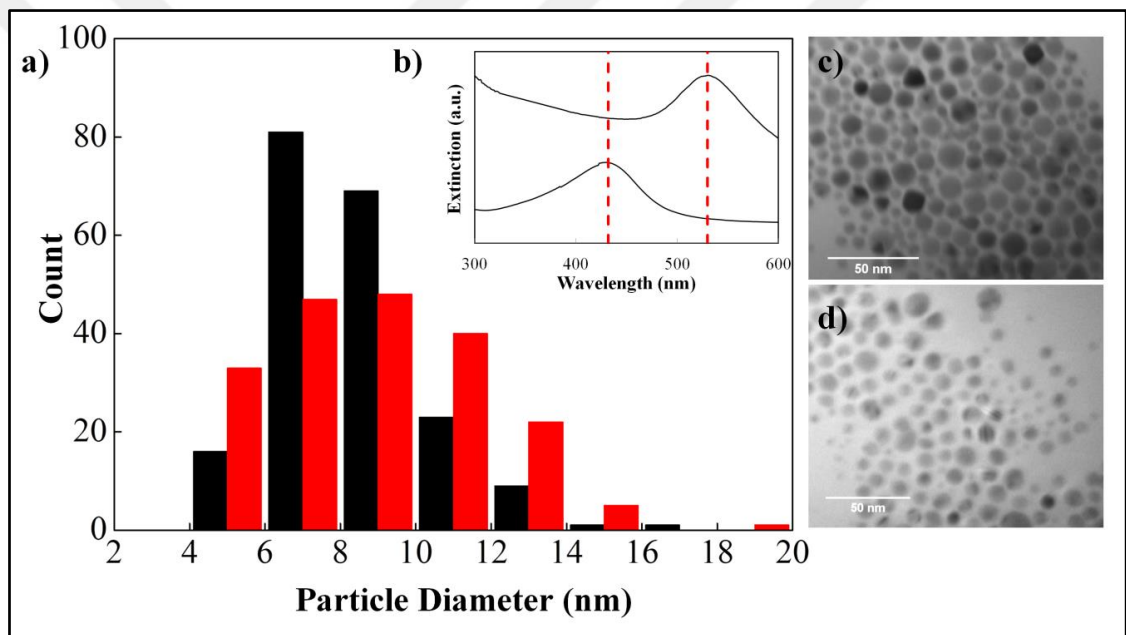 a)
100
80
60
40
20
0
Count
2 4 6 8 10 12 14 16 18 20
Particle Diameter (nm)
b)
Extinction (a.u.)
300 400 500 600
Wavelength (nm)
c)
50 nm
d)
50 nm